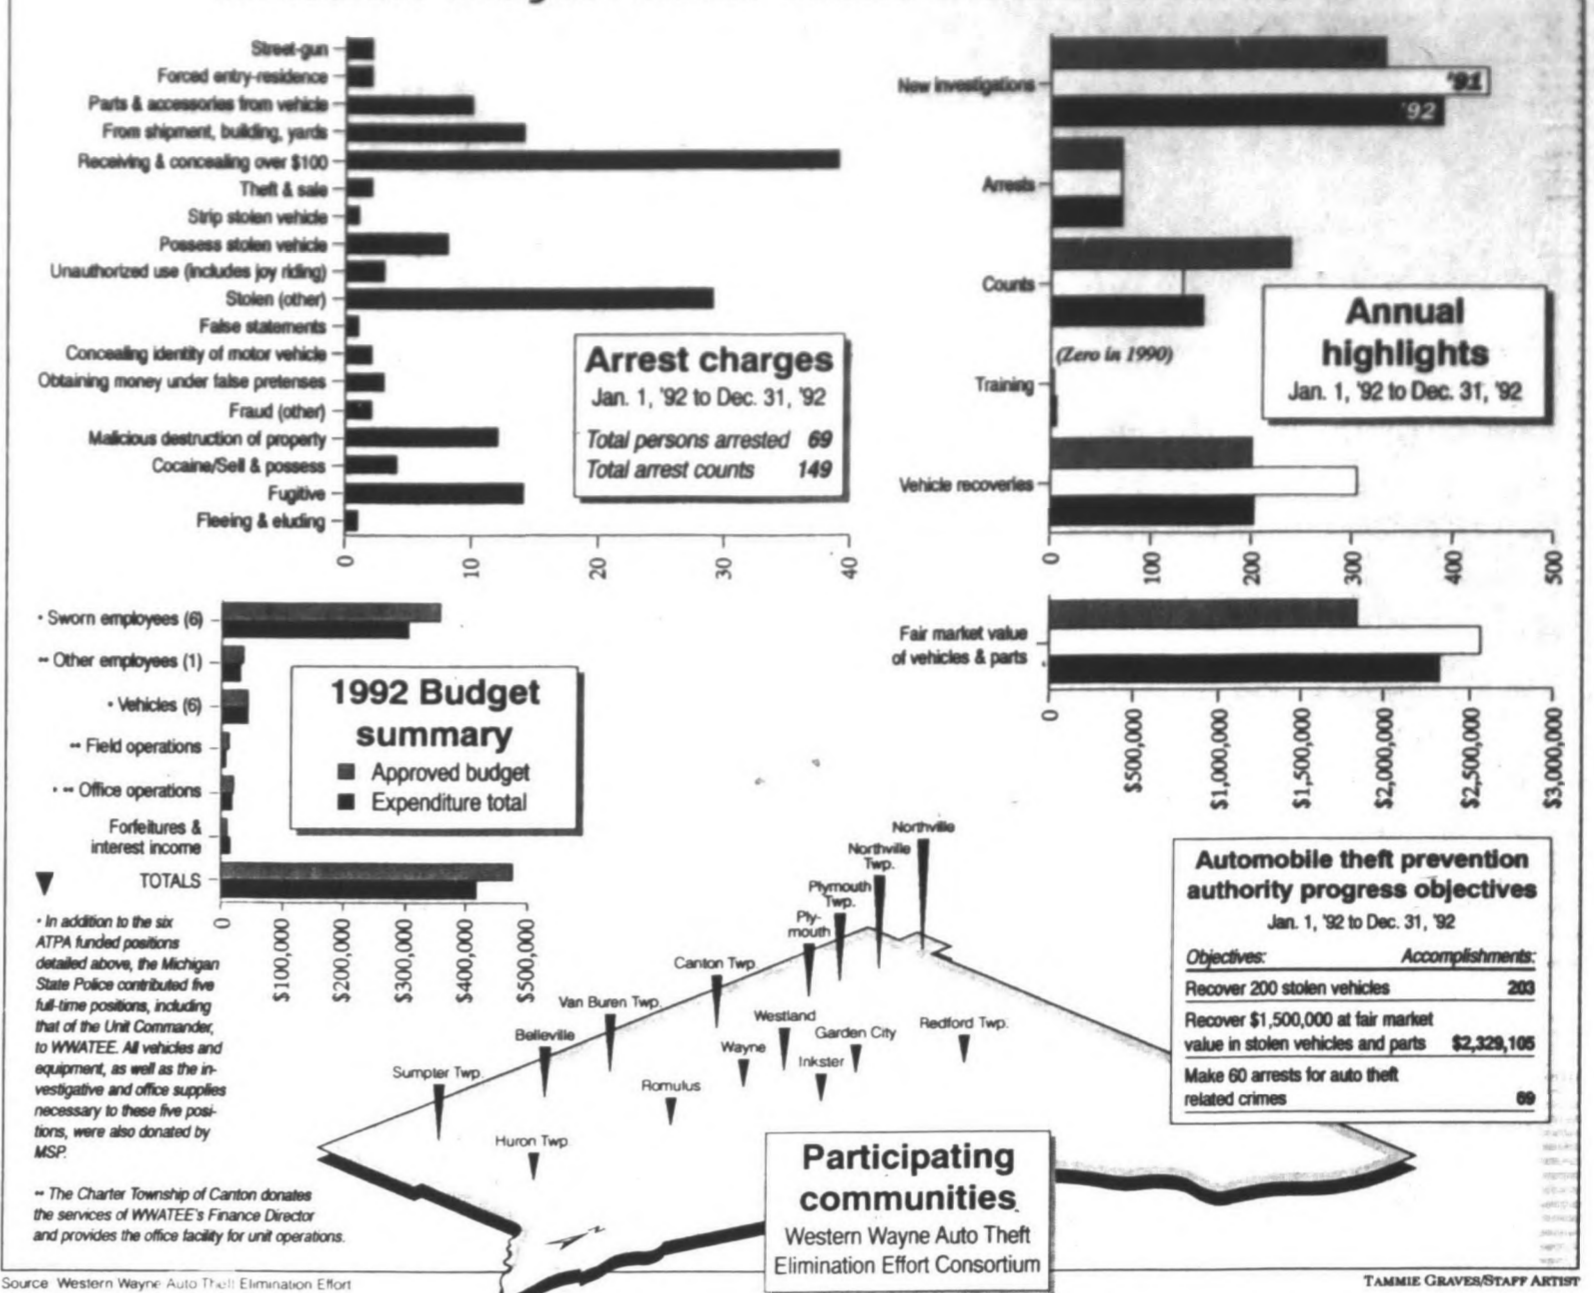 Street-gun
Forced entry-residence
Parts & accessories from vehicle
From shipment, building, yards
Receiving & concealing over $100
Theft & sale
Strip stolen vehicle
Possess stolen vehicle
Unauthorized use (includes joy riding)
Stolen (other)
False statements
Concealing identity of motor vehicle
Obtaining money under false pretenses
Fraud (other)
Malicious destruction of property
Cocaine/Sell & possess
Fugitive
Fleeing & eluding
0 10 20 30 40
Arrest charges
Jan. 1, '92 to Dec. 31, '92
Total persons arrested 69
Total arrest counts 149
New investigations
'91
'92
Arrests
Counts
(Zero in 1990)
Training
Vehicle recoveries
0 100 200 300 400 500
Annual
highlights
Jan. 1, '92 to Dec. 31, '92
Fair market value
of vehicles & parts
0 $500,000 $1,000,000 $1,500,000 $2,000,000 $2,500,000 $3,000,000
• Sworn employees (6)
•• Other employees (1)
• Vehicles (6)
•• Field operations
• •• Office operations
Forfeitures &
interest income
TOTALS
0 $100,000 $200,000 $300,000 $400,000 $500,000
1992 Budget
summary
Approved budget
Expenditure total
• In addition to the six
ATPA funded positions
detailed above, the Michigan
State Police contributed five
full-time positions, including
that of the Unit Commander,
to WWATEE. All vehicles and
equipment, as well as the in-
vestigative and office supplies
necessary to these five posi-
tions, were also donated by
MSP.
•• The Charter Township of Canton donates
the services of WWATEE's Finance Director
and provides the office facility for unit operations.
Northville
Northville
Twp.
Plymouth
Twp.
Ply-
mouth
Canton Twp.
Van Buren Twp.
Belleville
Sumpter Twp.
Westland
Garden City
Redford Twp.
Wayne
Inkster
Romulus
Huron Twp.
Automobile theft prevention
authority progress objectives
Jan. 1, '92 to Dec. 31, '92
Objectives: Accomplishments:
Recover 200 stolen vehicles 203
Recover $1,500,000 at fair market
value in stolen vehicles and parts $2,329,105
Make 60 arrests for auto theft
related crimes 69
Participating
communities
Western Wayne Auto Theft
Elimination Effort Consortium
Source: Western Wayne Auto Theft Elimination Effort
TAMMIE GRAVES/STAFF ARTIST